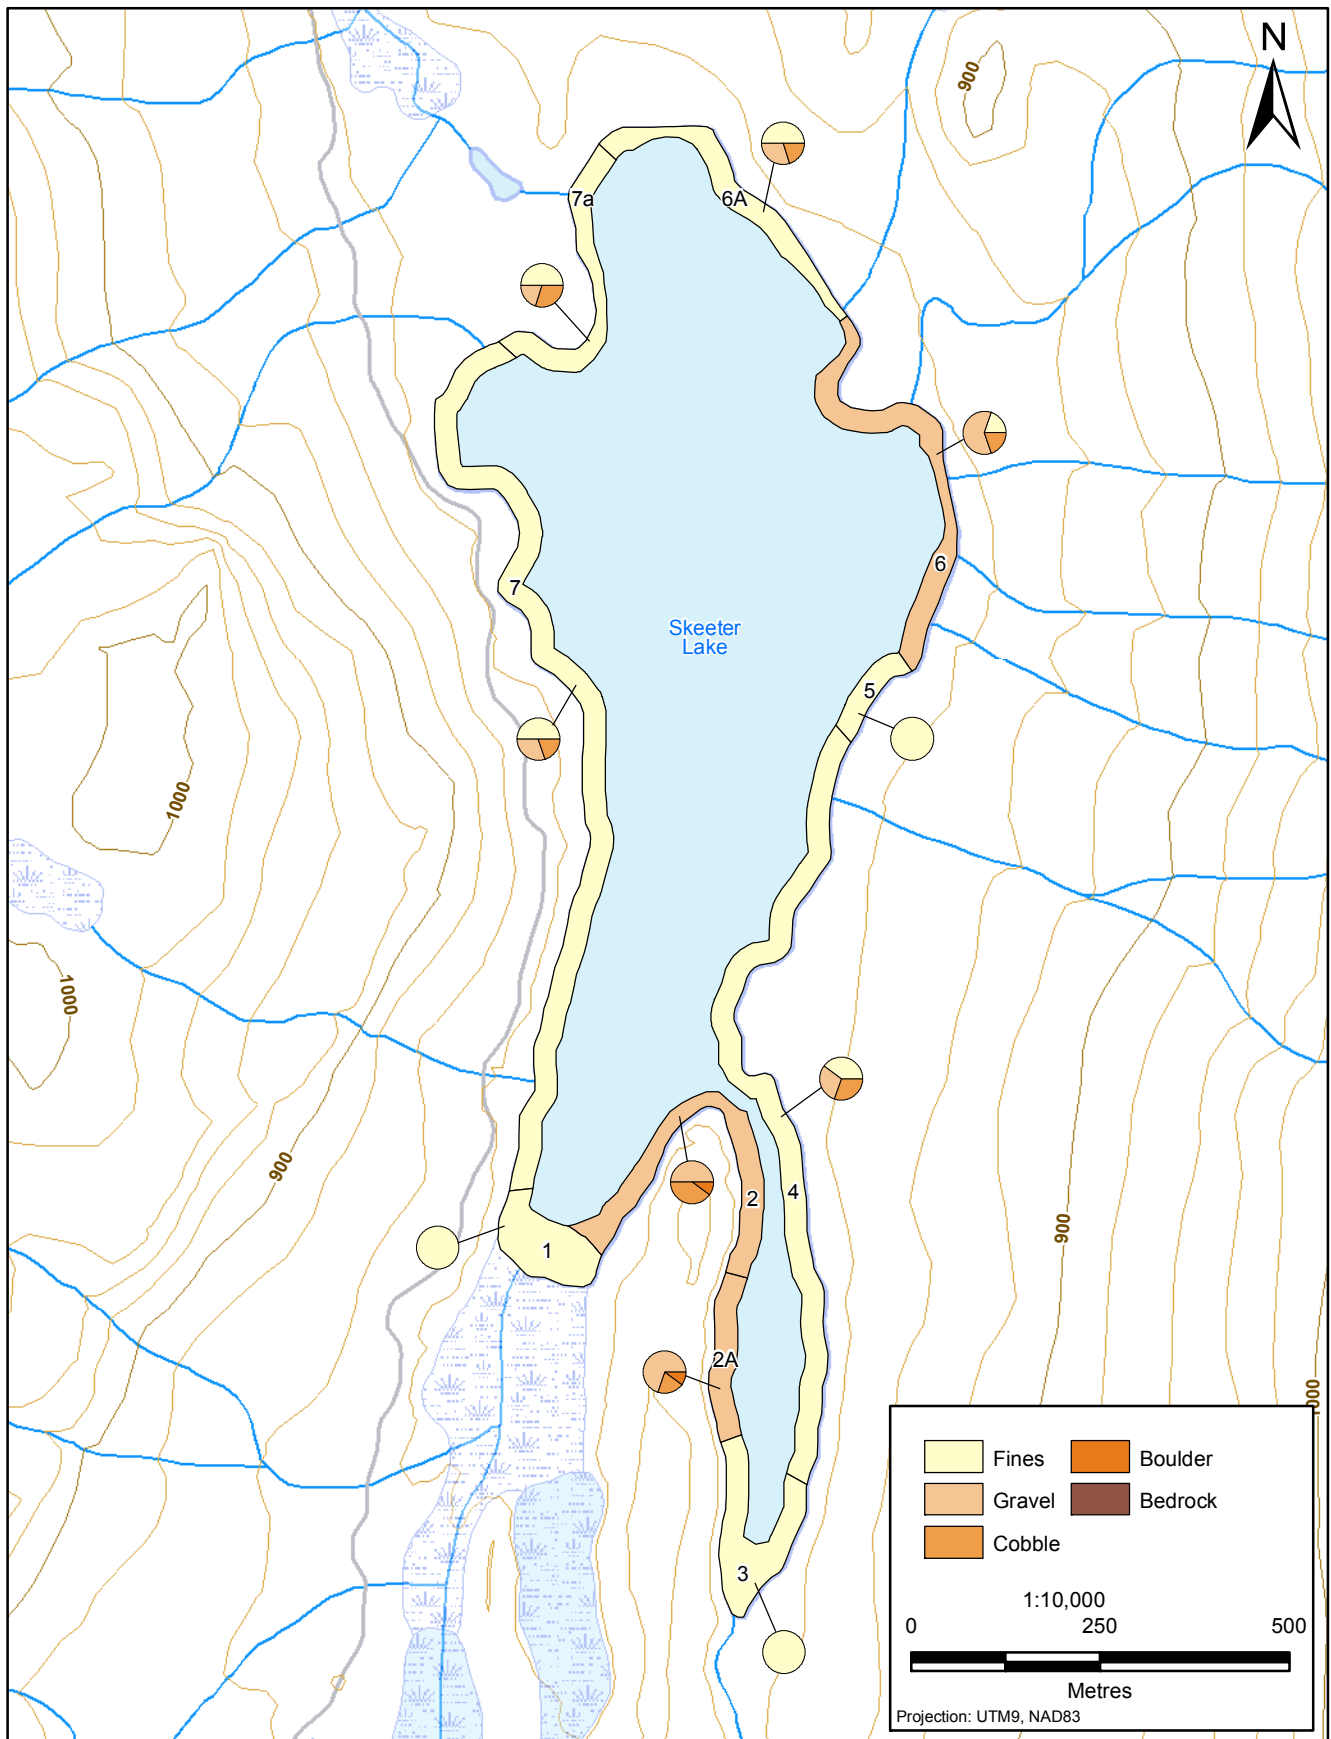 N
900
7a
6A
6
Skeeter
Lake
7
5
1000
1000
900
4
2
1
900
2A
1000
3
Fines
Boulder
Gravel
Bedrock
Cobble
1:10,000
0 250 500
Metres
Projection: UTM9, NAD83